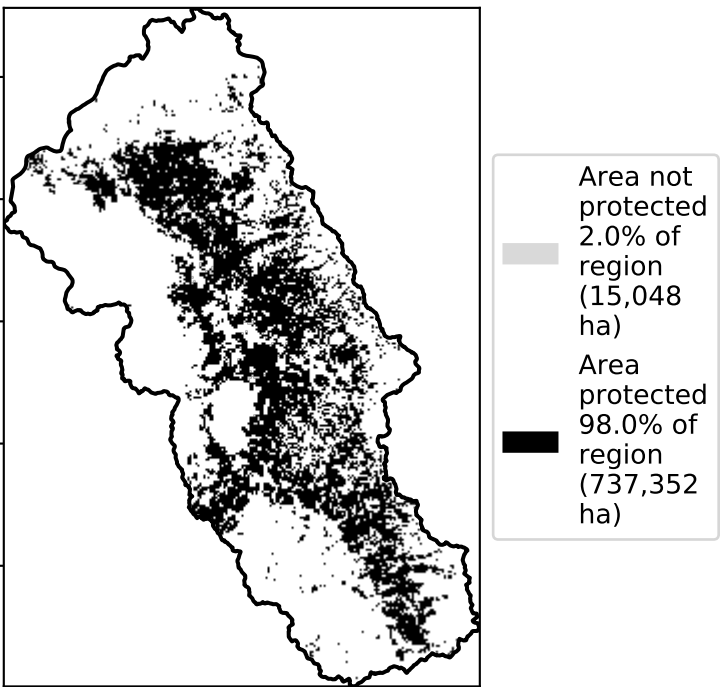 Area not
protected
2.0% of
region
(15,048
ha)
Area
protected
98.0% of
region
(737,352
ha)